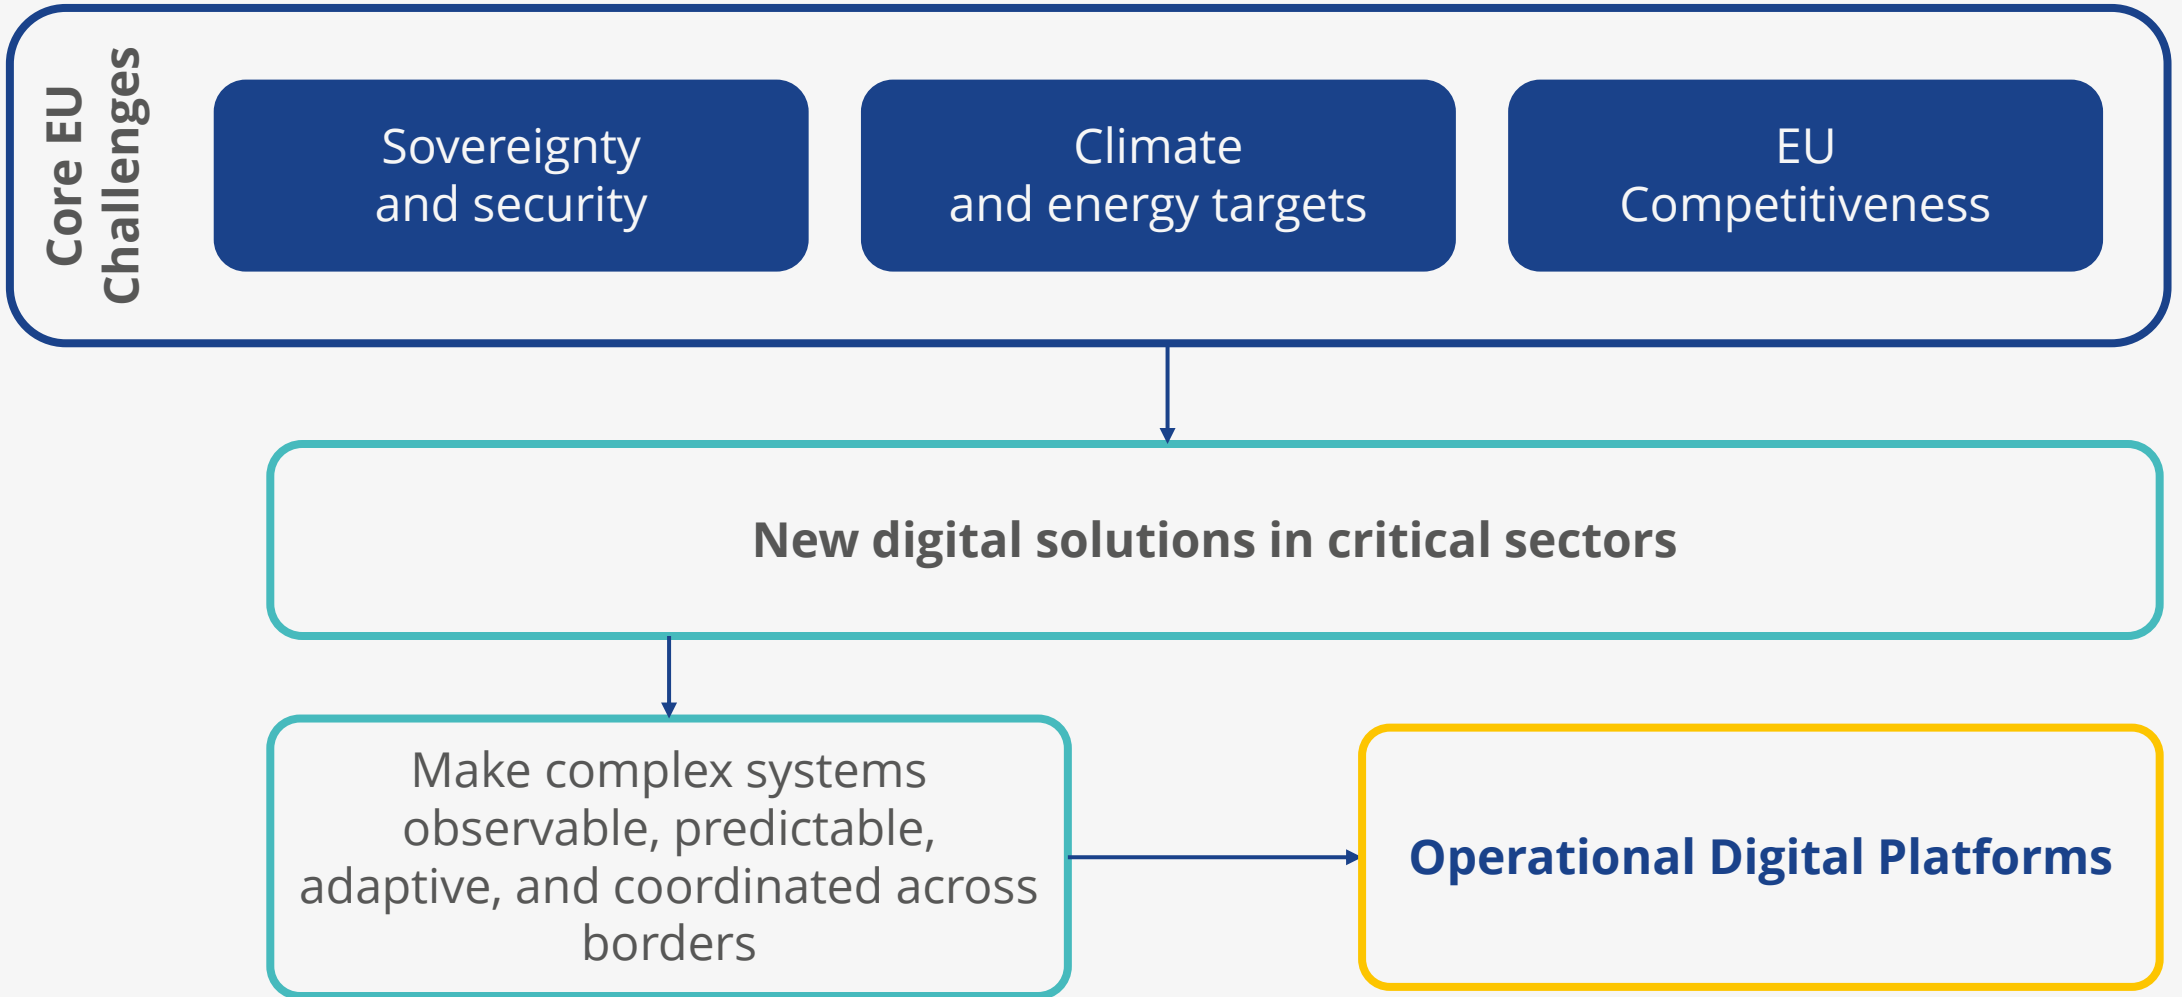 Core EU
Challenges
Sovereignty
and security
Climate
and energy targets
EU
Competitiveness
New digital solutions in critical sectors
Make complex systems
observable, predictable,
adaptive, and coordinated across
borders
Operational Digital Platforms